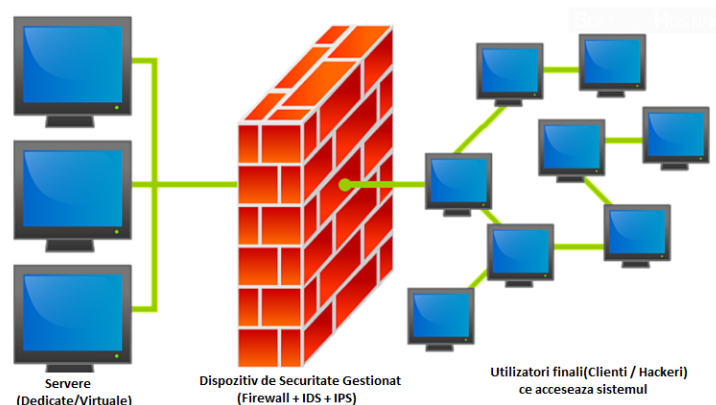 Servere
(Dedicate/Virtuale)
Dispozitiv de Securitate Gestionat
(Firewall + IDS + IPS)
Utilizatori finali(Clienti / Hackeri)
ce acceseaza sistemul